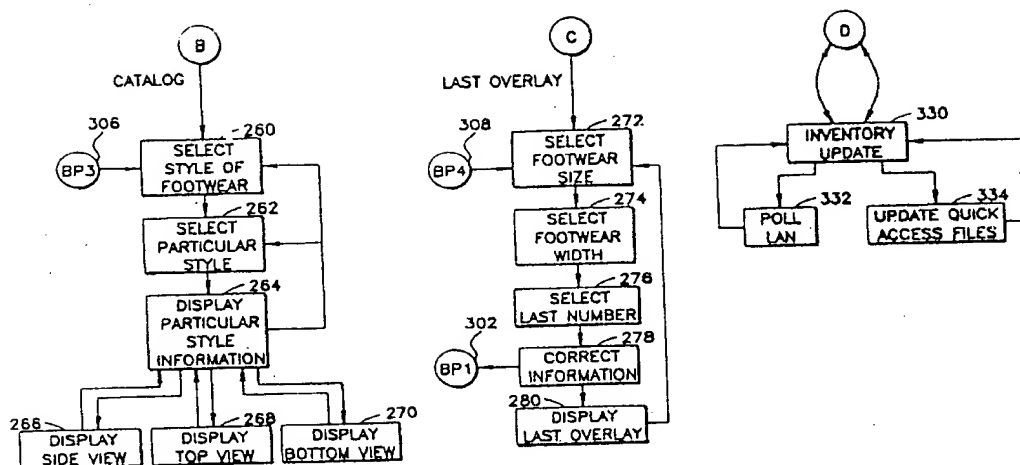 B
CATALOG
306
260
BP3
SELECT
STYLE OF
FOOTWEAR
262
SELECT
PARTICULAR
STYLE
264
DISPLAY
PARTICULAR
STYLE
INFORMATION
266
DISPLAY
SIDE VIEW
268
DISPLAY
TOP VIEW
270
DISPLAY
BOTTOM VIEW
C
LAST OVERLAY
308
272
BP4
SELECT
FOOTWEAR
SIZE
274
SELECT
FOOTWEAR
WIDTH
276
SELECT
LAST NUMBER
302
278
BP1
CORRECT
INFORMATION
280
DISPLAY
LAST OVERLAY
D
330
INVENTORY
UPDATE
332
POLL
LAN
334
UPDATE QUICK
ACCESS FILES